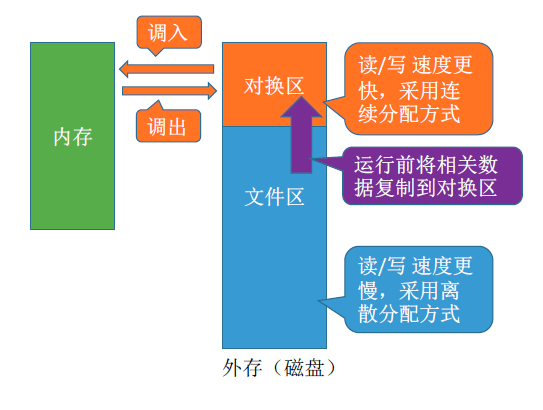 调入
调出
内存
对换区
文件区
读/写 速度更
快，采用连
续分配方式
运行前将相关数
据复制到对换区
读/写 速度更
慢，采用离
散分配方式
外存（磁盘）